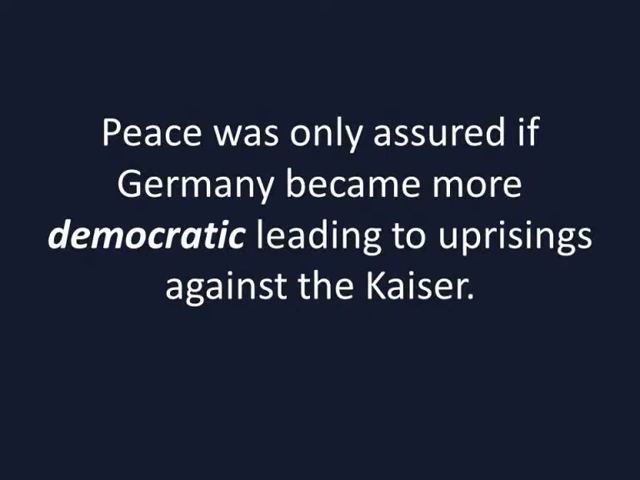 Peace was only assured if
Germany became more
democratic leading to uprisings
against the Kaiser.